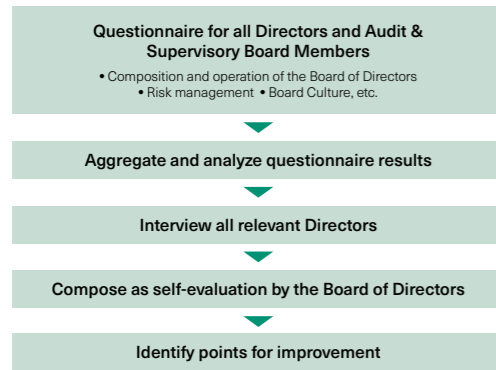 Questionnaire for all Directors and Audit &
Supervisory Board Members
• Composition and operation of the Board of Directors
• Risk management • Board Culture, etc.
Aggregate and analyze questionnaire results
Interview all relevant Directors
Compose as self-evaluation by the Board of Directors
Identify points for improvement